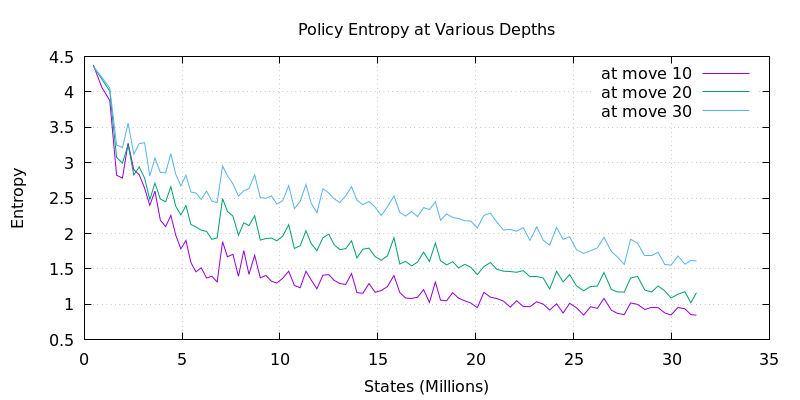 Policy Entropy at Various Depths
4.5
4
3.5
3
2.5
2
1.5
1
0.5
Entropy
at move 10
at move 20
at move 30
0 5 10 15 20 25 30 35
States (Millions)